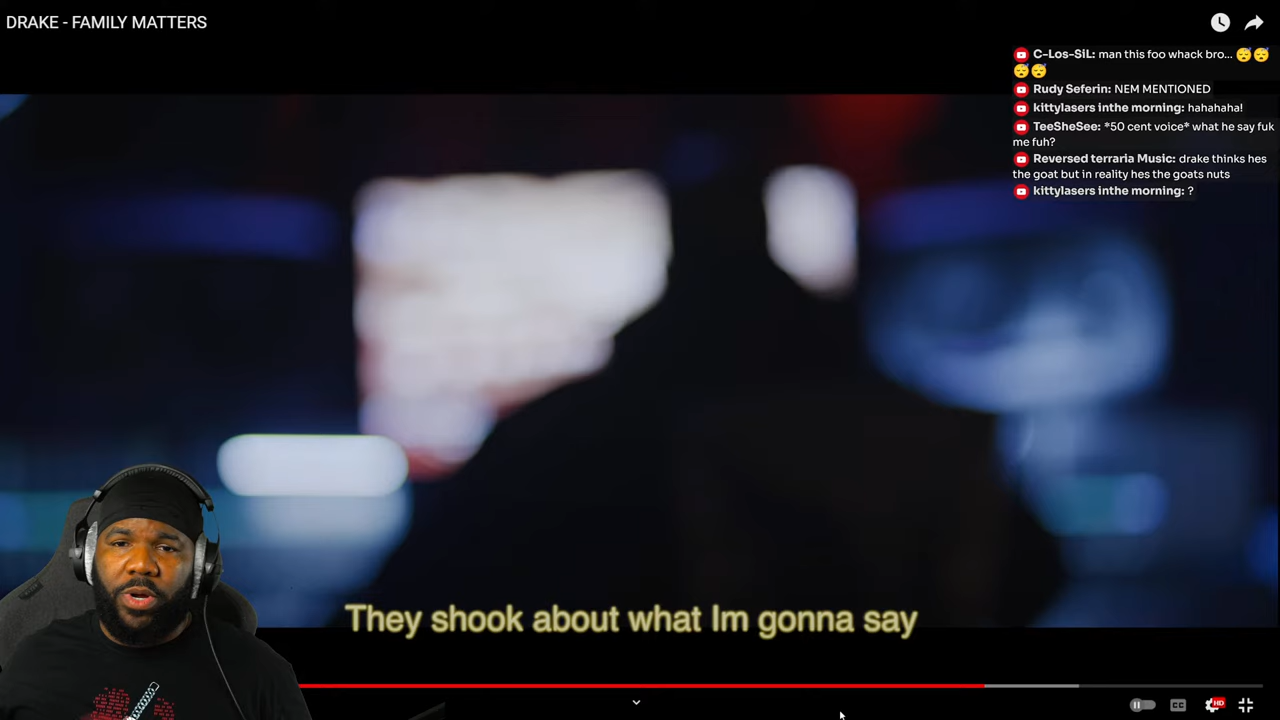 DRAKE - FAMILY MATTERS
C-Los-SiL: man this foo whack bro... 😴😴
😴😴
Rudy Seferin: NEM MENTIONED
kittylasers inthe morning: hahahaha!
TeeSheSee: *50 cent voice* what he say fuk
me fuh?
Reversed terraria Music: drake thinks hes
the goat but in reality hes the goats nuts
kittylasers inthe morning: ?
They shook about what Im gonna say
CC
HD